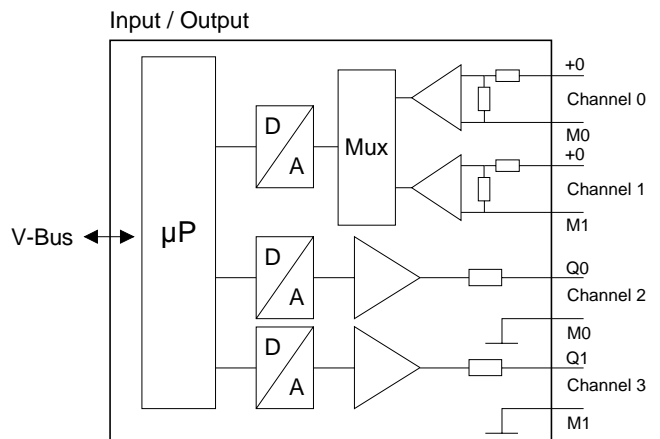 Input / Output
+0
Channel 0
M0
+0
Channel 1
M1
D
A
Mux
V-Bus
µP
D
A
Q0
Channel 2
M0
D
A
Q1
Channel 3
M1